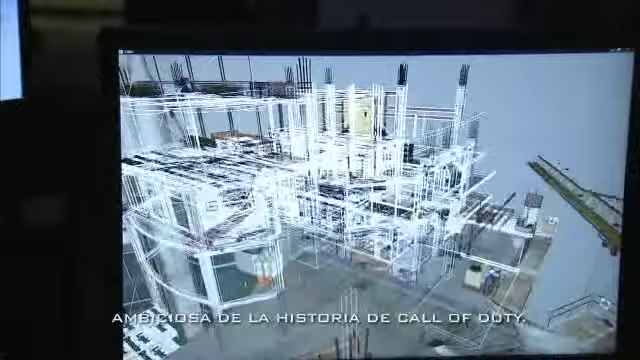 AMBICIOSA DE LA HISTORIA DE CALL OF DUTY.